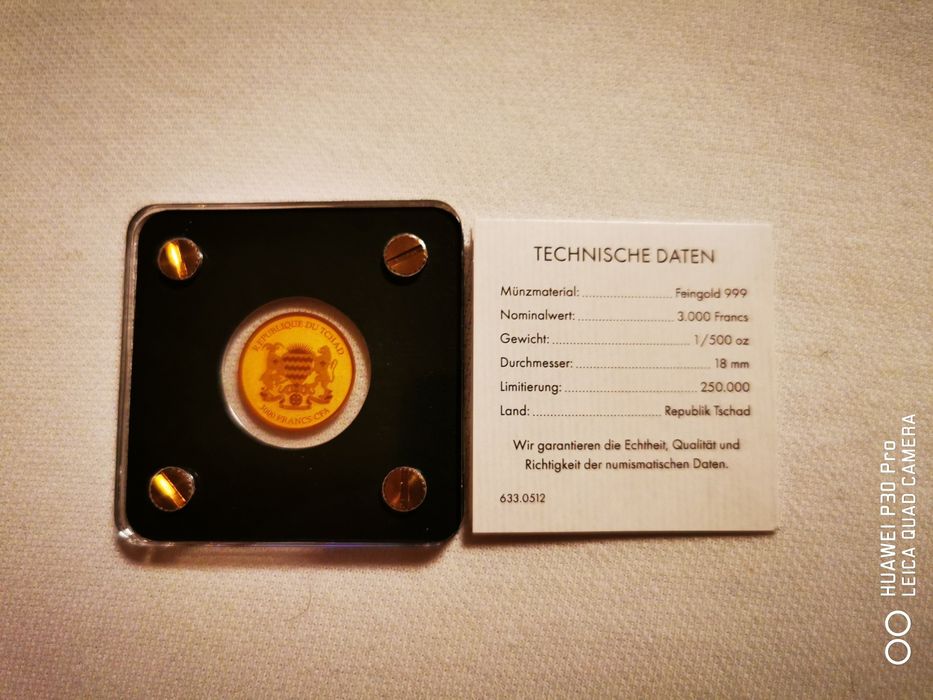 REPUBLIQUE DU TCHAD
3000 FRANCS CFA
TECHNISCHE DATEN
Münzmaterial: Feingold 999
Nominalwert: 3.000 Francs
Gewicht: 1/500 oz
Durchmesser: 18 mm
Limitierung: 250.000
Land: Republik Tschad
Wir garantieren die Echtheit, Qualität und
Richtigkeit der numismatischen Daten.
633.0512
HUAWEI P30 Pro
LEICA QUAD CAMERA